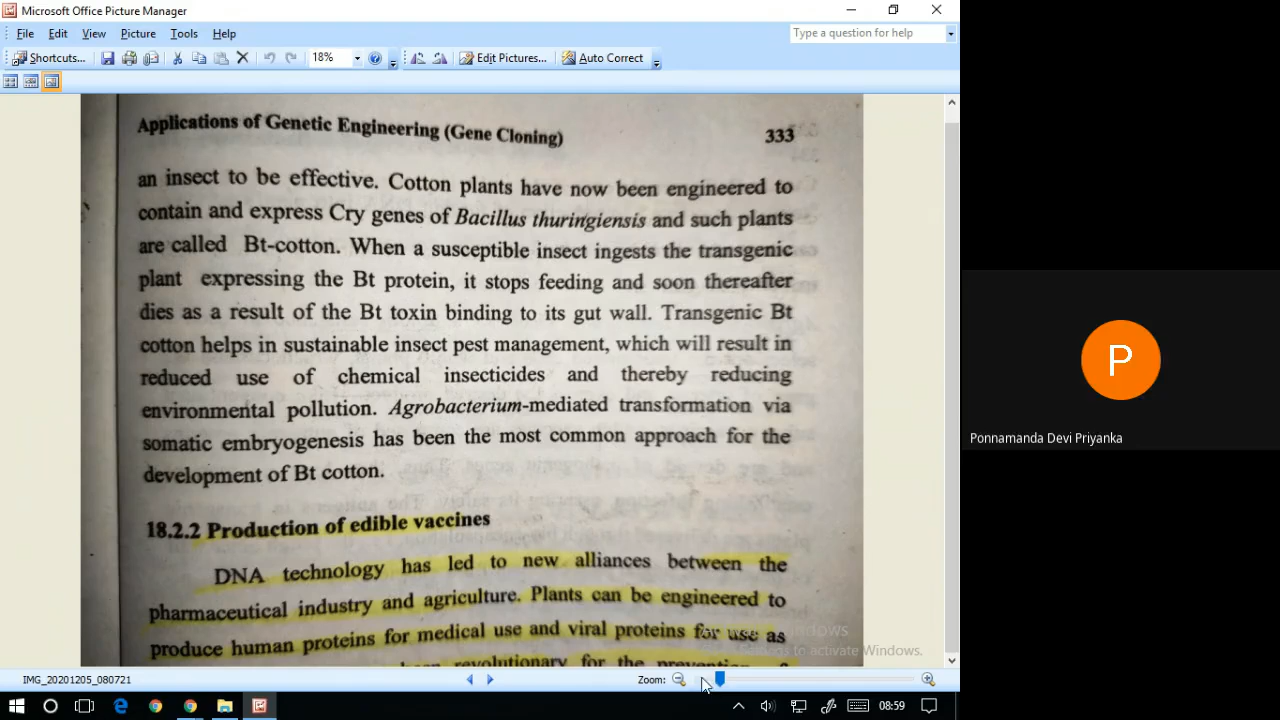 Microsoft Office Picture Manager
File Edit View Picture Tools Help
Type a question for help
Shortcuts... 18% Edit Pictures... Auto Correct
Applications of Genetic Engineering (Gene Cloning) 333
an insect to be effective. Cotton plants have now been engineered to
contain and express Cry genes of Bacillus thuringiensis and such plants
are called Bt-cotton. When a susceptible insect ingests the transgenic
plant expressing the Bt protein, it stops feeding and soon thereafter
dies as a result of the Bt toxin binding to its gut wall. Transgenic Bt
cotton helps in sustainable insect pest management, which will result in
reduced use of chemical insecticides and thereby reducing
environmental pollution. Agrobacterium-mediated transformation via
somatic embryogenesis has been the most common approach for the
development of Bt cotton.
18.2.2 Production of edible vaccines
DNA technology has led to new alliances between the
pharmaceutical industry and agriculture. Plants can be engineered to
produce human proteins for medical use and viral proteins for use as
revolutionary for the prevention
to activate Windows.
P
Ponnamanda Devi Priyanka
IMG_20201205_080721
Zoom:
08:59